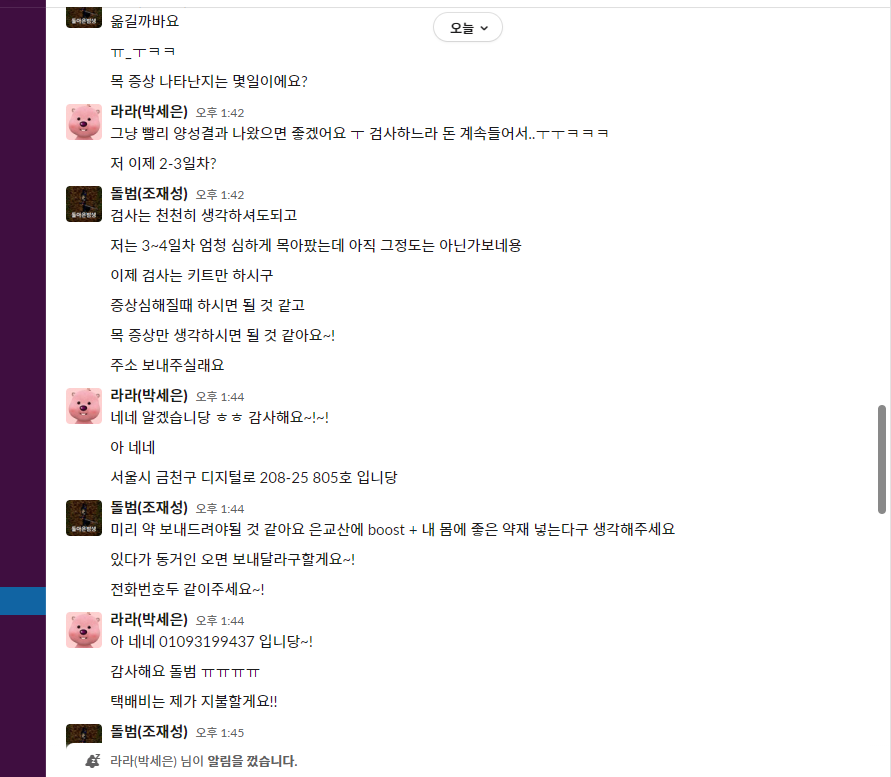 옮길까바요
오늘
ㅠ_ㅜㅋㅋ
목 증상 나타난지는 몇일이에요?
라라(박세은) 오후 1:42
그냥 빨리 양성결과 나왔으면 좋겠어요 ㅜ 검사하느라 돈 계속들어서..ㅜㅜㅋㅋㅋ
저 이제 2-3일차?
돌범(조재성) 오후 1:42
검사는 천천히 생각하셔도되고
저는 3~4일차 엄청 심하게 목아팠는데 아직 그정도는 아닌가보네용
이제 검사는 키트만 하시구
증상심해질때 하시면 될 것 같고
목 증상만 생각하시면 될 것 같아요~!
주소 보내주실래요
라라(박세은) 오후 1:44
네네 알겠습니당 ㅎㅎ 감사해요~!~!
아 네네
서울시 금천구 디지털로 208-25 805호 입니당
돌범(조재성) 오후 1:44
미리 약 보내드려야될 것 같아요 은교산에 boost + 내 몸에 좋은 약재 넣는다구 생각해주세요
있다가 동거인 오면 보내달라구할게요~!
전화번호두 같이주세요~!
라라(박세은) 오후 1:44
아 네네 01093199437 입니당~!
감사해요 돌범 ㅠㅠㅠㅠ
택배비는 제가 지불할게요!!
돌범(조재성) 오후 1:45
라라(박세은) 님이 알림을 껐습니다.